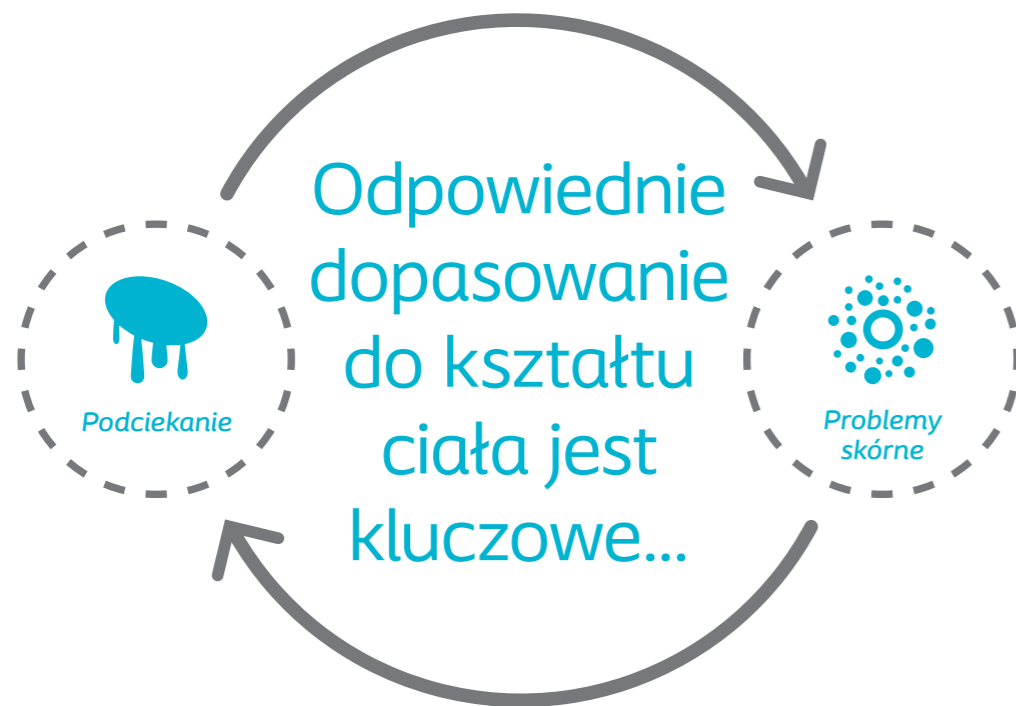 Odpowiednie
dopasowanie
do kształtu
ciała jest
kluczowe...
Podciekanie
Problemy
skórne